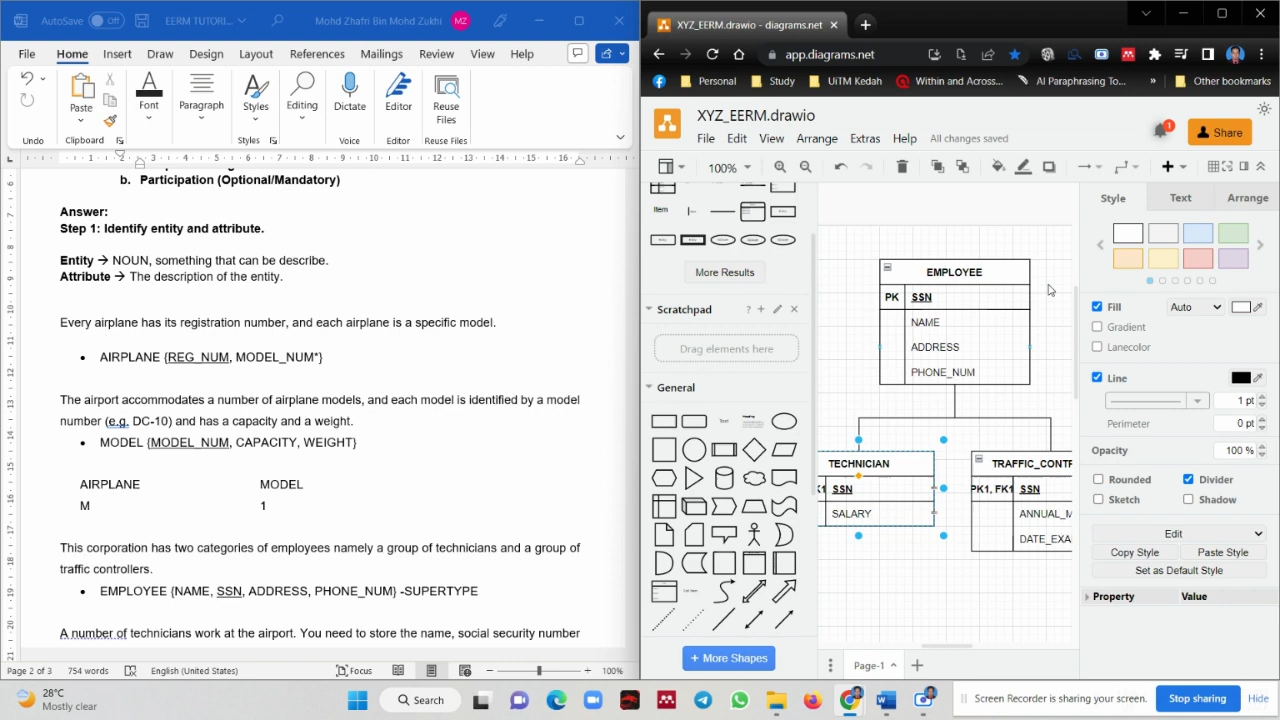 AutoSave Off EERM TUTORI... Mohd Zhafri Bin Mohd Zukhi MZ
File Home Insert Draw Design Layout References Mailings Review View Help
Paste Font Paragraph Styles Editing Dictate Editor Reuse Files
Undo Clipboard Styles Voice Editor Reuse Files
b. Participation (Optional/Mandatory)
Answer:
Step 1: Identify entity and attribute.
Entity → NOUN, something that can be describe.
Attribute → The description of the entity.
Every airplane has its registration number, and each airplane is a specific model.
• AIRPLANE {REG_NUM, MODEL_NUM*}
The airport accommodates a number of airplane models, and each model is identified by a model
number (e.g. DC-10) and has a capacity and a weight.
• MODEL {MODEL_NUM, CAPACITY, WEIGHT}
AIRPLANE MODEL
M 1
This corporation has two categories of employees namely a group of technicians and a group of
traffic controllers.
• EMPLOYEE {NAME, SSN, ADDRESS, PHONE_NUM} -SUPERTYPE
A number of technicians work at the airport. You need to store the name, social security number
Page 2 of 3 754 words English (United States) Focus 100%
XYZ_EERM.drawio - diagrams.net
app.diagrams.net
Personal Study UiTM Kedah Within and Across... AI Paraphrasing To... » Other bookmarks
XYZ_EERM.drawio
File Edit View Arrange Extras Help All changes saved
1 Share
100%
Item
More Results
Scratchpad
Drag elements here
General
+ More Shapes
EMPLOYEE
PK SSN
NAME
ADDRESS
PHONE_NUM
TECHNICIAN
K1 SSN
SALARY
TRAFFIC_CONTR
PK1, FK1 SSN
ANNUAL_M
DATE_EXA
Page-1
Style Text Arrange
Fill Auto
Gradient
Lanecolor
Line
1 pt
Perimeter 0 pt
Opacity 100 %
Rounded Divider
Sketch Shadow
Edit
Copy Style Paste Style
Set as Default Style
Property Value
28°C
Mostly clear
Search
Screen Recorder is sharing your screen. Stop sharing Hide